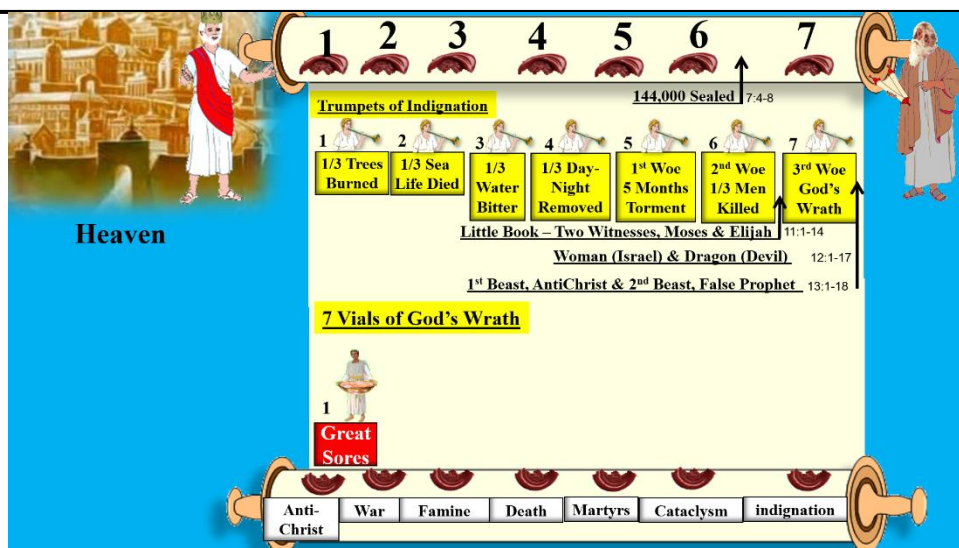 1 2 3 4 5 6 7
144,000 Sealed 7:4-8
Trumpets of Indignation
1 2 3 4 5 6 7
1/3 Trees
Burned
1/3 Sea
Life Died
1/3
Water
Bitter
1/3 Day-
Night
Removed
1st Woe
5 Months
Torment
2nd Woe
1/3 Men
Killed
3rd Woe
God's
Wrath
Heaven
Little Book – Two Witnesses, Moses & Elijah 11:1-14
Woman (Israel) & Dragon (Devil) 12:1-17
1st Beast, AntiChrist & 2nd Beast, False Prophet 13:1-18
7 Vials of God's Wrath
1
Great
Sores
Anti-
Christ
War
Famine
Death
Martyrs
Cataclysm
indignation